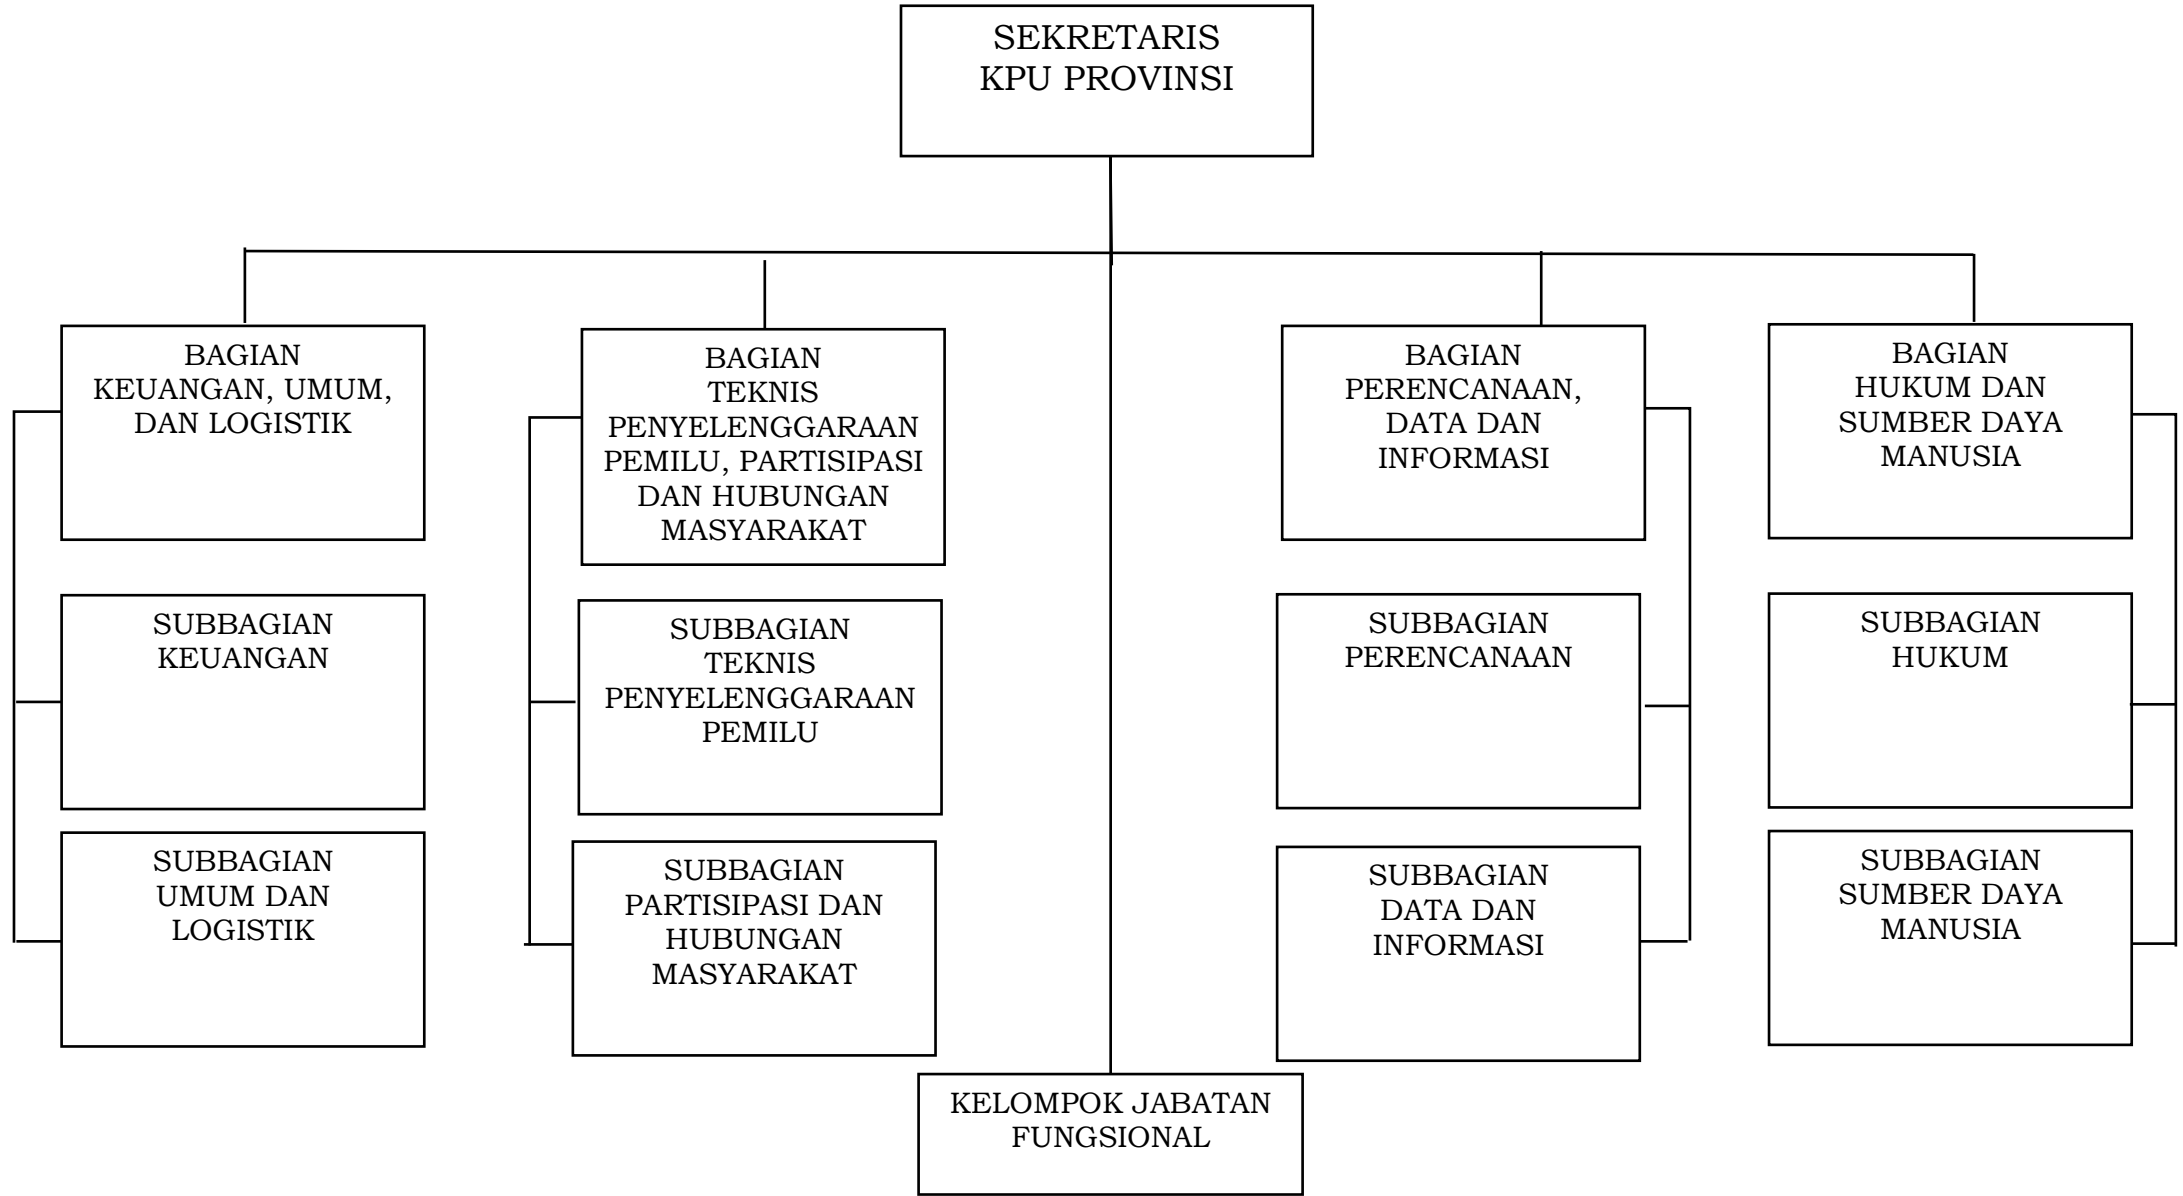 SEKRETARIS
KPU PROVINSI
BAGIAN
KEUANGAN, UMUM,
DAN LOGISTIK
BAGIAN
TEKNIS
PENYELENGGARAAN
PEMILU, PARTISIPASI
DAN HUBUNGAN
MASYARAKAT
BAGIAN
PERENCANAAN,
DATA DAN
INFORMASI
BAGIAN
HUKUM DAN
SUMBER DAYA
MANUSIA
SUBBAGIAN
KEUANGAN
SUBBAGIAN
TEKNIS
PENYELENGGARAAN
PEMILU
SUBBAGIAN
PERENCANAAN
SUBBAGIAN
HUKUM
SUBBAGIAN
UMUM DAN
LOGISTIK
SUBBAGIAN
PARTISIPASI DAN
HUBUNGAN
MASYARAKAT
SUBBAGIAN
DATA DAN
INFORMASI
SUBBAGIAN
SUMBER DAYA
MANUSIA
KELOMPOK JABATAN
FUNGSIONAL